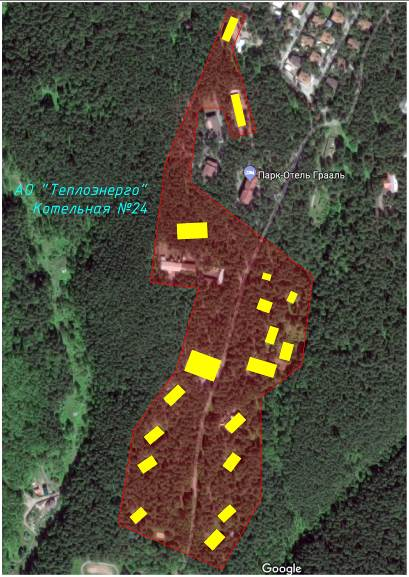 Парк-Отель Грааль
АО "Теплоэнерго"
Котельная №24
Google